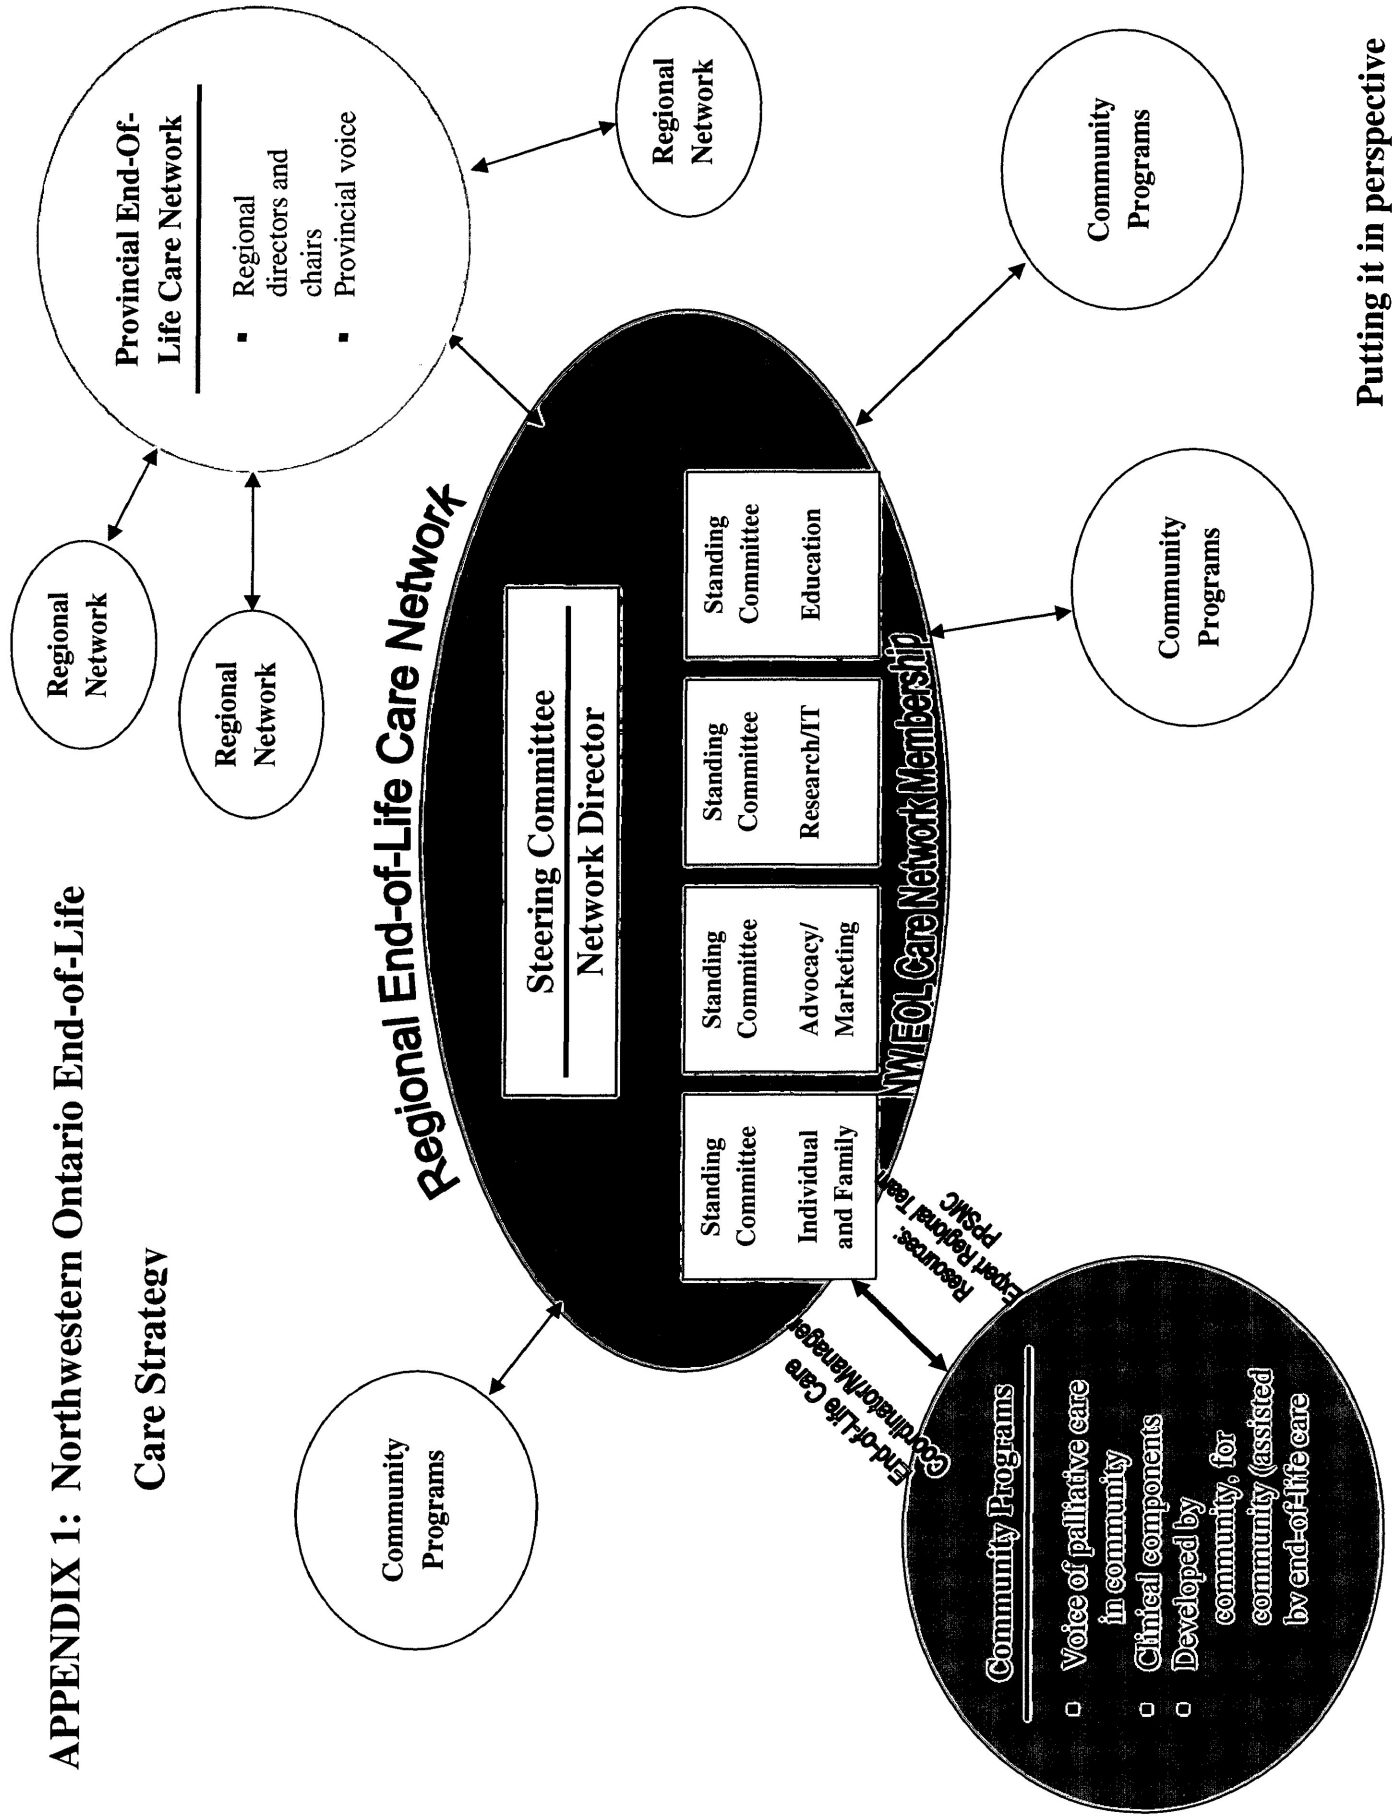 APPENDIX 1: Northwestern Ontario End-of-Life
Care Strategy
Regional
Network
Regional
Network
Provincial End-Of-
Life Care Network
▪ Regional
directors and
chairs
▪ Provincial voice
Regional
Network
Community
Programs
Regional End-of-Life Care Network
Steering Committee
Network Director
Standing
Committee
Individual
and Family
Standing
Committee
Advocacy/
Marketing
Standing
Committee
Research/IT
Standing
Committee
Education
NW EOL Care Network Membership
End-of-Life Care
Coordinator/Manager
Resources:
Expert Regional Team
PPSMC
Community Programs
▫ Voice of palliative care
in community
▫ Clinical components
▫ Developed by
community, for
community (assisted
by end-of-life care
Community
Programs
Community
Programs
Putting it in perspective